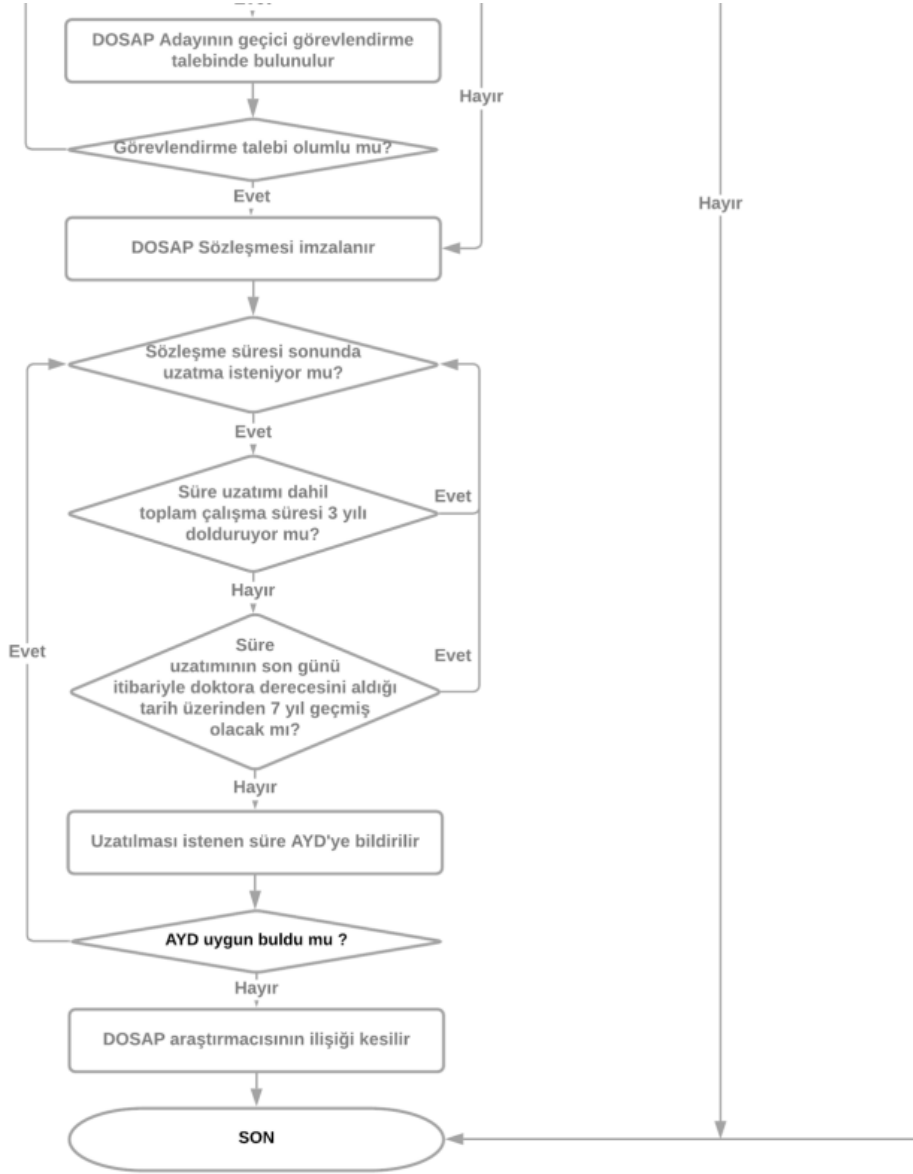 DOSAP Adayının geçici görevlendirme
talebinde bulunulur
Hayır
Görevlendirme talebi olumlu mu?
Evet
Hayır
DOSAP Sözleşmesi imzalanır
Sözleşme süresi sonunda
uzatma isteniyor mu?
Evet
Süre uzatımı dahil
toplam çalışma süresi 3 yılı
dolduruyor mu?
Evet
Hayır
Süre
uzatımının son günü
itibariyle doktora derecesini aldığı
tarih üzerinden 7 yıl geçmiş
olacak mı?
Evet
Evet
Hayır
Uzatılması istenen süre AYD'ye bildirilir
AYD uygun buldu mu ?
Hayır
DOSAP araştırmacısının ilişiği kesilir
SON